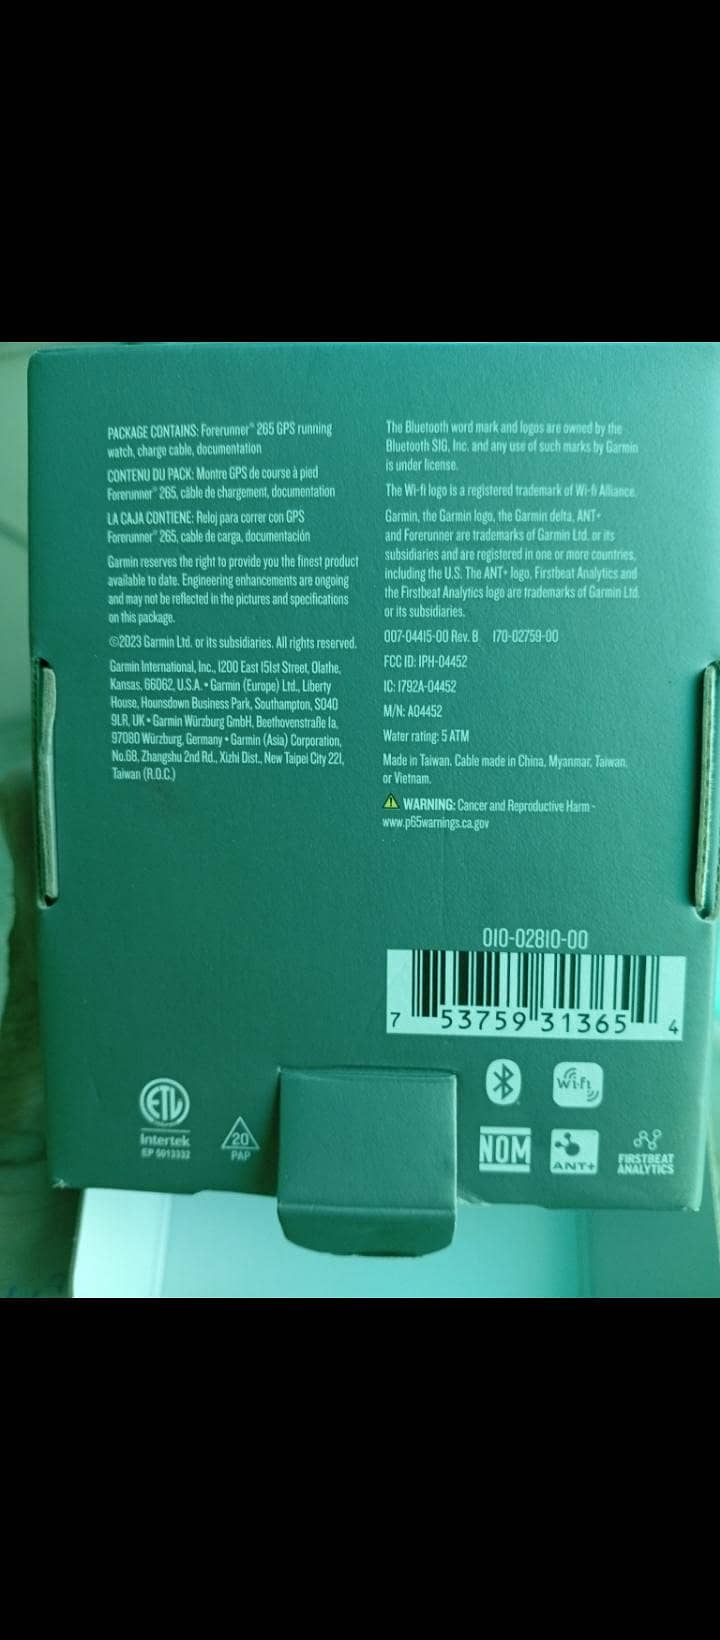 PACKAGE CONTAINS: Forerunner® 265 GPS running
watch, charge cable, documentation
CONTENU DU PACK: Montre GPS de course à pied
Forerunner® 265, câble de chargement, documentation
LA CAJA CONTIENE: Reloj para correr con GPS
Forerunner® 265, cable de carga, documentación
Garmin reserves the right to provide you the finest product
available to date. Engineering enhancements are ongoing
and may not be reflected in the pictures and specifications
on this package.
©2023 Garmin Ltd. or its subsidiaries. All rights reserved.
Garmin International, Inc., 1200 East 151st Street, Olathe,
Kansas, 66062, U.S.A. • Garmin (Europe) Ltd., Liberty
House, Hounsdown Business Park, Southampton, SO40
9LR, UK • Garmin Würzburg GmbH, Beethovenstraße 1a,
97080 Würzburg, Germany • Garmin (Asia) Corporation,
No.68, Zhangshu 2nd Rd., Xizhi Dist., New Taipei City 221,
Taiwan (R.O.C.)
The Bluetooth word mark and logos are owned by the
Bluetooth SIG, Inc. and any use of such marks by Garmin
is under license.
The Wi-fi logo is a registered trademark of Wi-fi Alliance.
Garmin, the Garmin logo, the Garmin delta, ANT+
and Forerunner are trademarks of Garmin Ltd. or its
subsidiaries and are registered in one or more countries,
including the U.S. The ANT+ logo, Firstbeat Analytics and
the Firstbeat Analytics logo are trademarks of Garmin Ltd.
or its subsidiaries.
007-04415-00 Rev. B 170-02759-00
FCC ID: IPH-04452
IC: 1792A-04452
M/N: A04452
Water rating: 5 ATM
Made in Taiwan. Cable made in China, Myanmar, Taiwan,
or Vietnam.
WARNING: Cancer and Reproductive Harm -
www.p65warnings.ca.gov
010-02810-00
7 53759 31365 4
ETL
Intertek
EP 5013332
20
PAP
Wi-Fi
NOM
ANT+
FIRSTBEAT
ANALYTICS